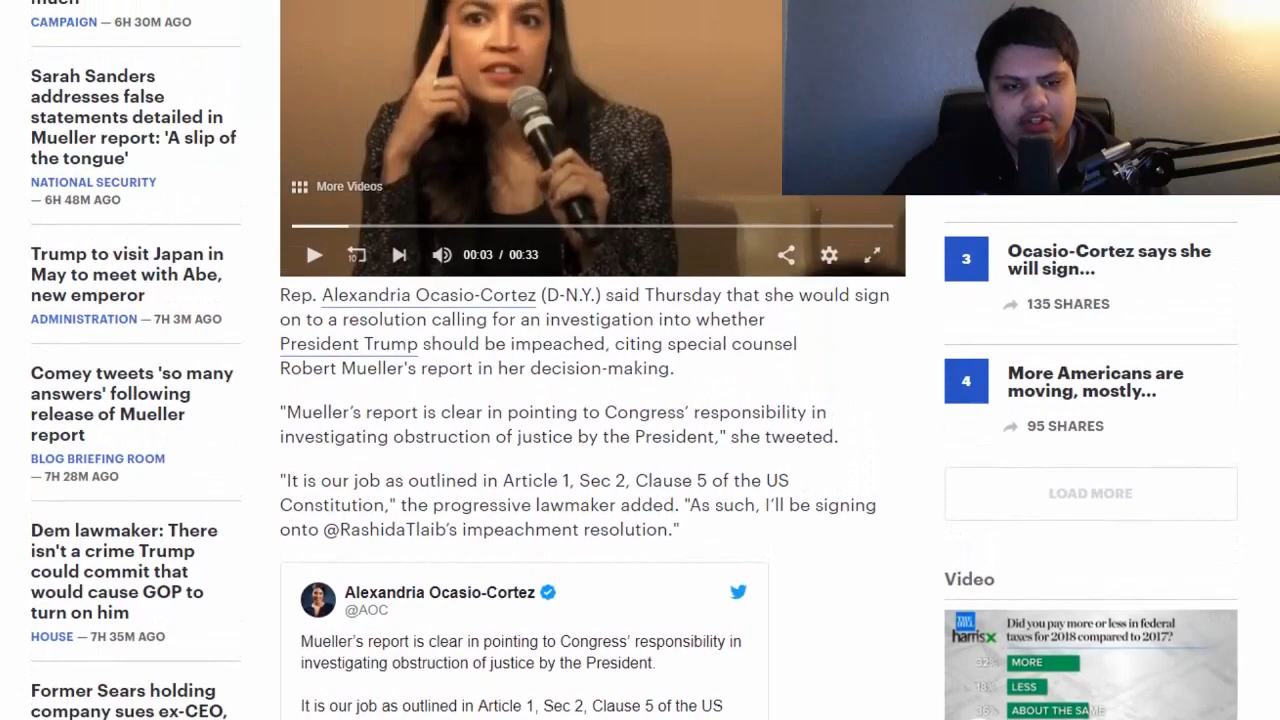 much
CAMPAIGN — 6H 30M AGO
Sarah Sanders
addresses false
statements detailed in
Mueller report: 'A slip of
the tongue'
NATIONAL SECURITY
— 6H 48M AGO
Trump to visit Japan in
May to meet with Abe,
new emperor
ADMINISTRATION — 7H 3M AGO
Comey tweets 'so many
answers' following
release of Mueller
report
BLOG BRIEFING ROOM
— 7H 28M AGO
Dem lawmaker: There
isn't a crime Trump
could commit that
would cause GOP to
turn on him
HOUSE — 7H 35M AGO
Former Sears holding
company sues ex-CEO,
More Videos
10
00:03 / 00:33
Rep. Alexandria Ocasio-Cortez (D-N.Y.) said Thursday that she would sign
on to a resolution calling for an investigation into whether
President Trump should be impeached, citing special counsel
Robert Mueller's report in her decision-making.
"Mueller’s report is clear in pointing to Congress’ responsibility in
investigating obstruction of justice by the President," she tweeted.
"It is our job as outlined in Article 1, Sec 2, Clause 5 of the US
Constitution," the progressive lawmaker added. "As such, I’ll be signing
onto @RashidaTlaib’s impeachment resolution."
Alexandria Ocasio-Cortez
@AOC
Mueller’s report is clear in pointing to Congress’ responsibility in
investigating obstruction of justice by the President.
It is our job as outlined in Article 1, Sec 2, Clause 5 of the US
3
Ocasio-Cortez says she
will sign...
135 SHARES
4
More Americans are
moving, mostly...
95 SHARES
LOAD MORE
Video
THE HILL
harrisx
Did you pay more or less in federal
taxes for 2018 compared to 2017?
32% MORE
18% LESS
36% ABOUT THE SAME